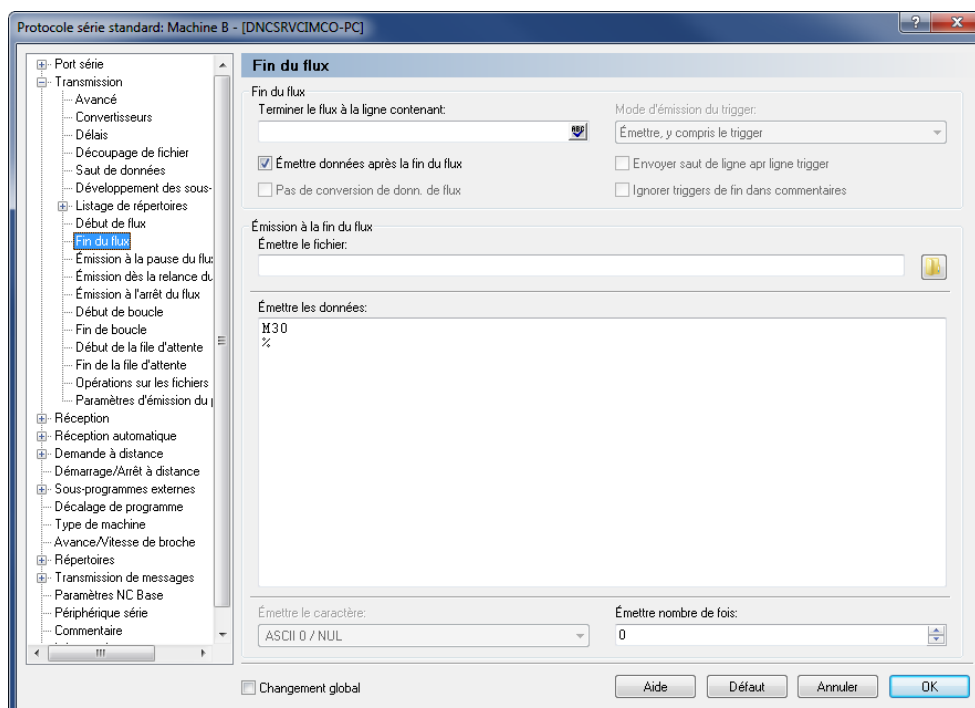 Protocole série standard: Machine B - [DNCSRVCIMCO-PC]
Port série
Transmission
Avancé
Convertisseurs
Délais
Découpage de fichier
Saut de données
Développement des sous-
Listage de répertoires
Début de flux
Fin du flux
Émission à la pause du flu
Émission dès la relance du
Émission à l'arrêt du flux
Début de boucle
Fin de boucle
Début de la file d'attente
Fin de la file d'attente
Opérations sur les fichiers
Paramètres d'émission du
Réception
Réception automatique
Demande à distance
Démarrage/Arrêt à distance
Sous-programmes externes
Décalage de programme
Type de machine
Avance/Vitesse de broche
Répertoires
Transmission de messages
Paramètres NC Base
Périphérique série
Commentaire
Fin du flux
Fin du flux
Terminer le flux à la ligne contenant:
ABC
Mode d'émission du trigger:
Émettre, y compris le trigger
Émettre données après la fin du flux
Envoyer saut de ligne apr ligne trigger
Pas de conversion de donn. de flux
Ignorer triggers de fin dans commentaires
Émission à la fin du flux
Émettre le fichier:
Émettre les données:
M30
%
Émettre le caractère:
Émettre nombre de fois:
ASCII 0 / NUL
0
Changement global
Aide
Défaut
Annuler
OK